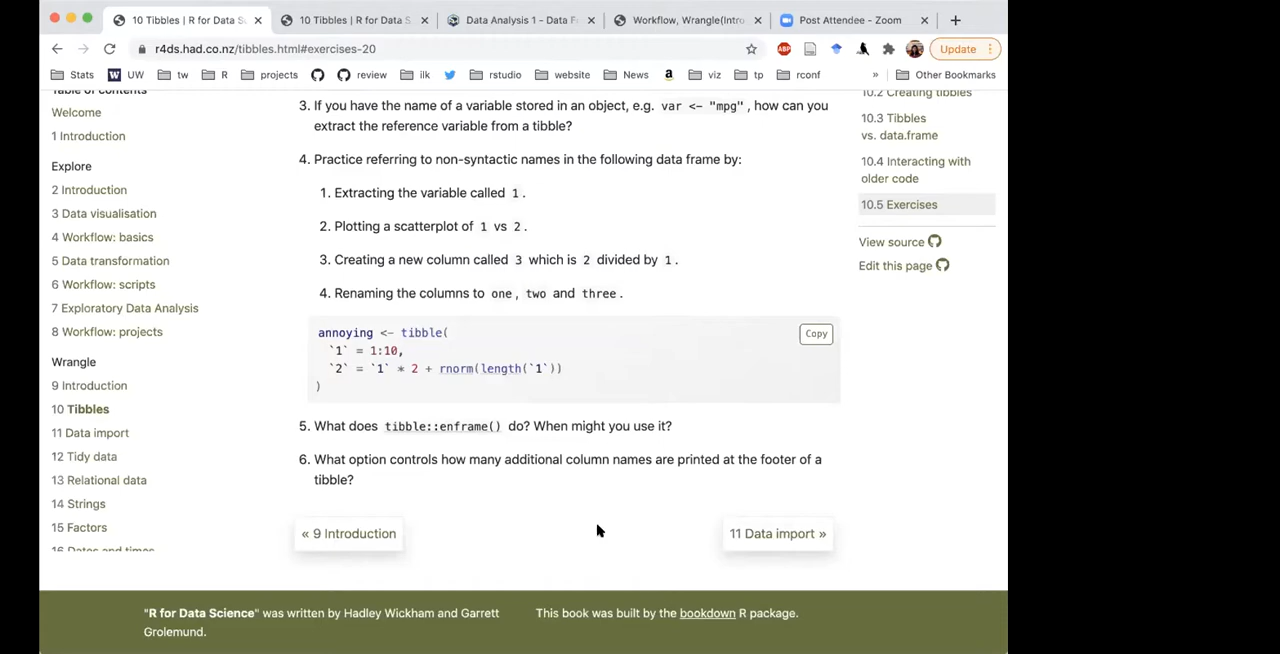 10 Tibbles | R for Data S
10 Tibbles | R for Data S
Data Analysis 1 - Data F
Workflow, Wrangle(Intro
Post Attendee - Zoom
r4ds.had.co.nz/tibbles.html#exercises-20
ABP
Update
Stats
W UW
tw
R
projects
review
ilk
rstudio
website
News
a
viz
tp
rconf
»
Other Bookmarks
Table of contents
Welcome
1 Introduction
Explore
2 Introduction
3 Data visualisation
4 Workflow: basics
5 Data transformation
6 Workflow: scripts
7 Exploratory Data Analysis
8 Workflow: projects
Wrangle
9 Introduction
10 Tibbles
11 Data import
12 Tidy data
13 Relational data
14 Strings
15 Factors
16 Dates and times
3. If you have the name of a variable stored in an object, e.g. var <- "mpg", how can you
extract the reference variable from a tibble?
4. Practice referring to non-syntactic names in the following data frame by:
1. Extracting the variable called 1.
2. Plotting a scatterplot of 1 vs 2.
3. Creating a new column called 3 which is 2 divided by 1.
4. Renaming the columns to one, two and three.
annoying <- tibble(
`1` = 1:10,
`2` = `1` * 2 + rnorm(length(`1`))
)
Copy
5. What does tibble::enframe() do? When might you use it?
6. What option controls how many additional column names are printed at the footer of a
tibble?
« 9 Introduction
11 Data import »
10.2 Creating tibbles
10.3 Tibbles
vs. data.frame
10.4 Interacting with
older code
10.5 Exercises
View source
Edit this page
"R for Data Science" was written by Hadley Wickham and Garrett
Grolemund.
This book was built by the bookdown R package.